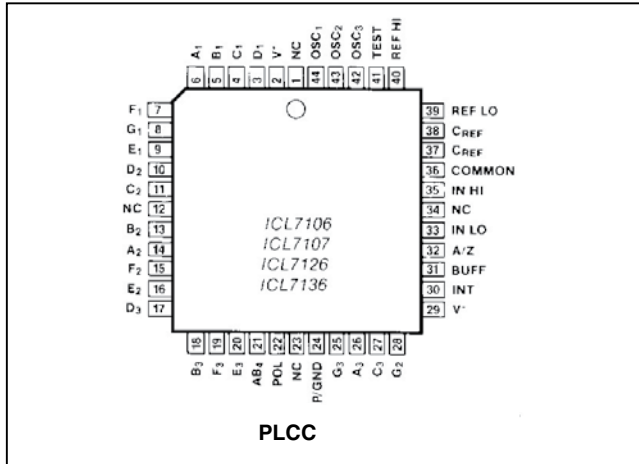 A1 B1 C1 D1 V+ NC OSC1 OSC2 OSC3 TEST REF HI
6 5 4 3 2 1 44 43 42 41 40
F1 7
G1 8
E1 9
D2 10
C2 11
NC 12
B2 13
A2 14
F2 15
E2 16
D3 17
ICL7106
ICL7107
ICL7126
ICL7136
39 REF LO
38 CREF
37 CREF
36 COMMON
35 IN HI
34 NC
33 IN LO
32 A/Z
31 BUFF
30 INT
29 V-
18 19 20 21 22 23 24 25 26 27 28
B3 F3 E3 AB4 POL NC P/GND G3 A3 C3 G2
PLCC